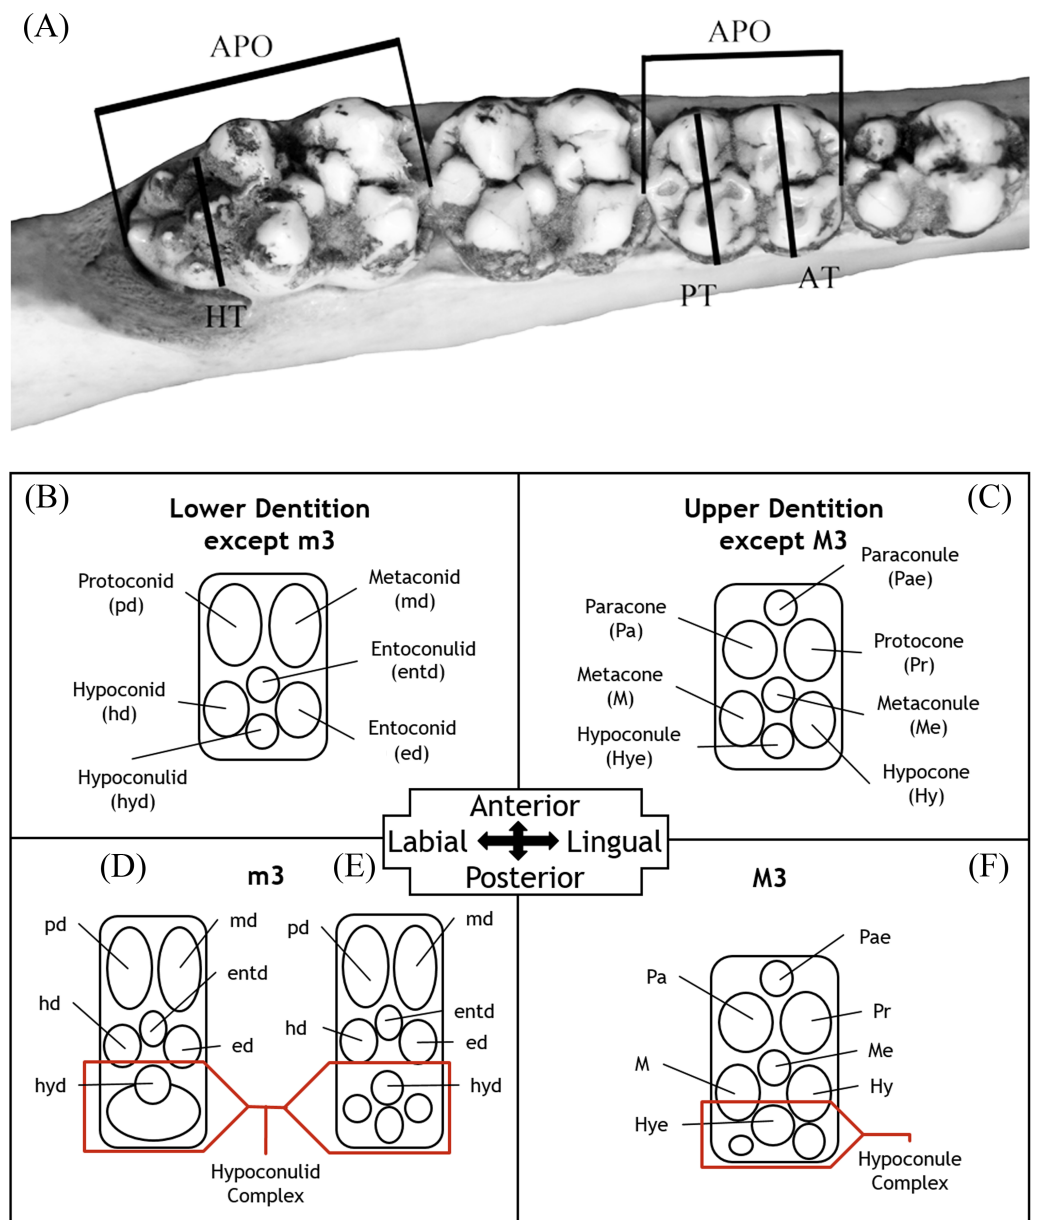 (A)
APO
APO
HT
PT
AT
(B)
Lower Dentition
except m3
Protoconid
(pd)
Metaconid
(md)
Entoconulid
(entd)
Hypoconid
(hd)
Entoconid
(ed)
Hypoconulid
(hyd)
(C)
Upper Dentition
except M3
Paraconule
(Pae)
Paracone
(Pa)
Protocone
(Pr)
Metacone
(M)
Metaconule
(Me)
Hypoconule
(Hye)
Hypocone
(Hy)
Anterior
Labial
Lingual
Posterior
(D)
m3
(E)
pd
md
entd
hd
ed
hyd
pd
md
entd
hd
ed
hyd
Hypoconulid
Complex
(F)
M3
Pae
Pa
Pr
Me
M
Hy
Hye
Hypoconule
Complex